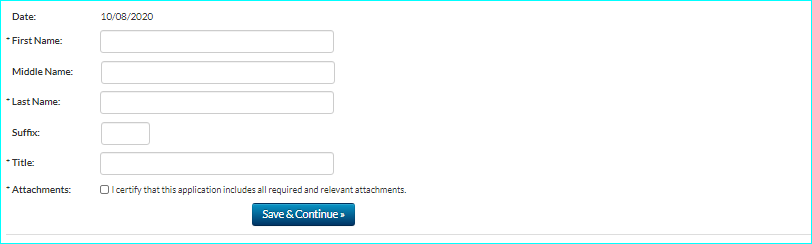 Date: 10/08/2020
* First Name:
Middle Name:
* Last Name:
Suffix:
* Title:
* Attachments: I certify that this application includes all required and relevant attachments.
Save & Continue »